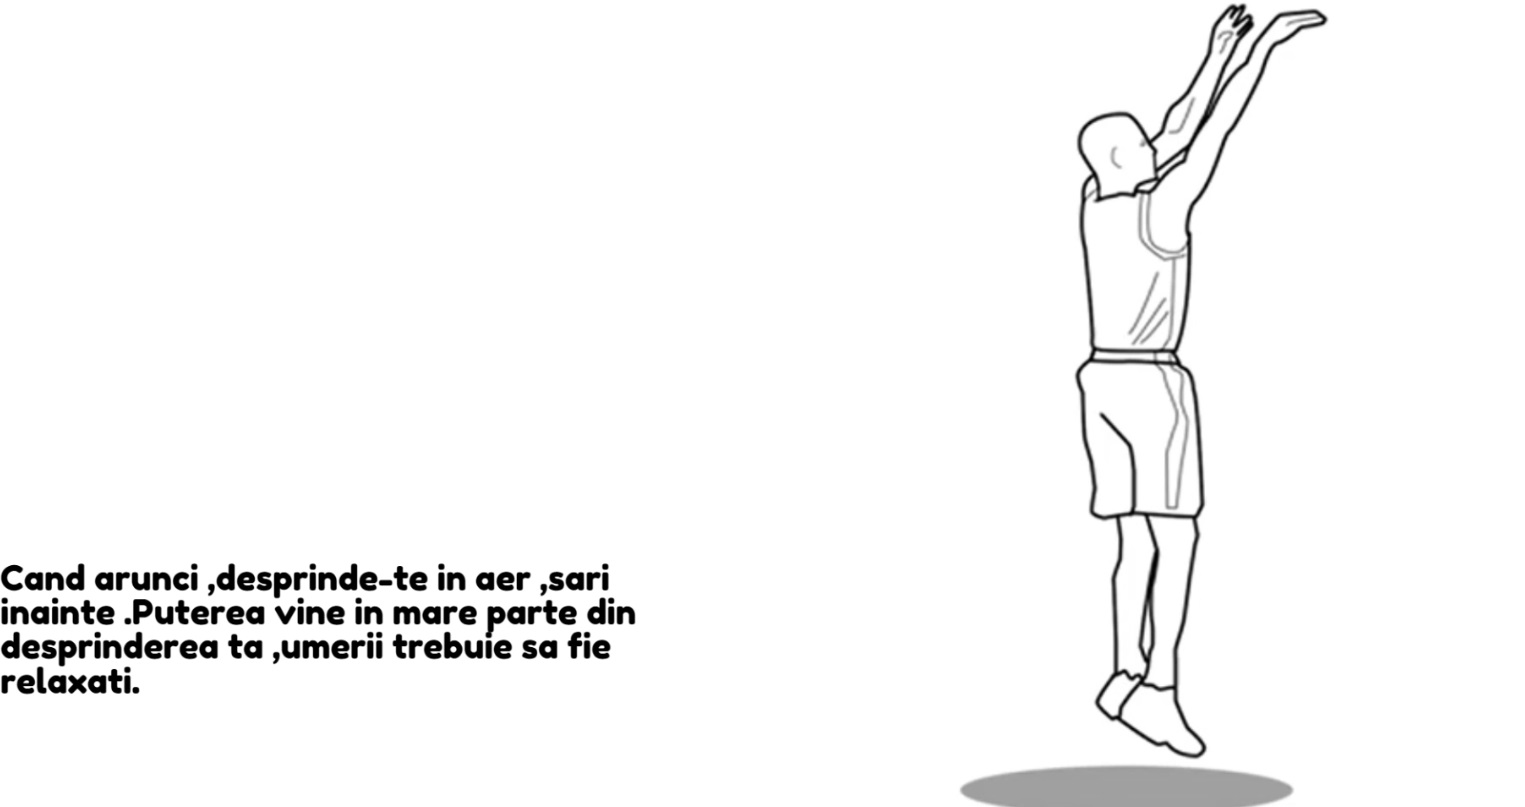 Cand arunci ,desprinde-te in aer ,sari
inainte .Puterea vine in mare parte din
desprinderea ta ,umerii trebuie sa fie
relaxati.